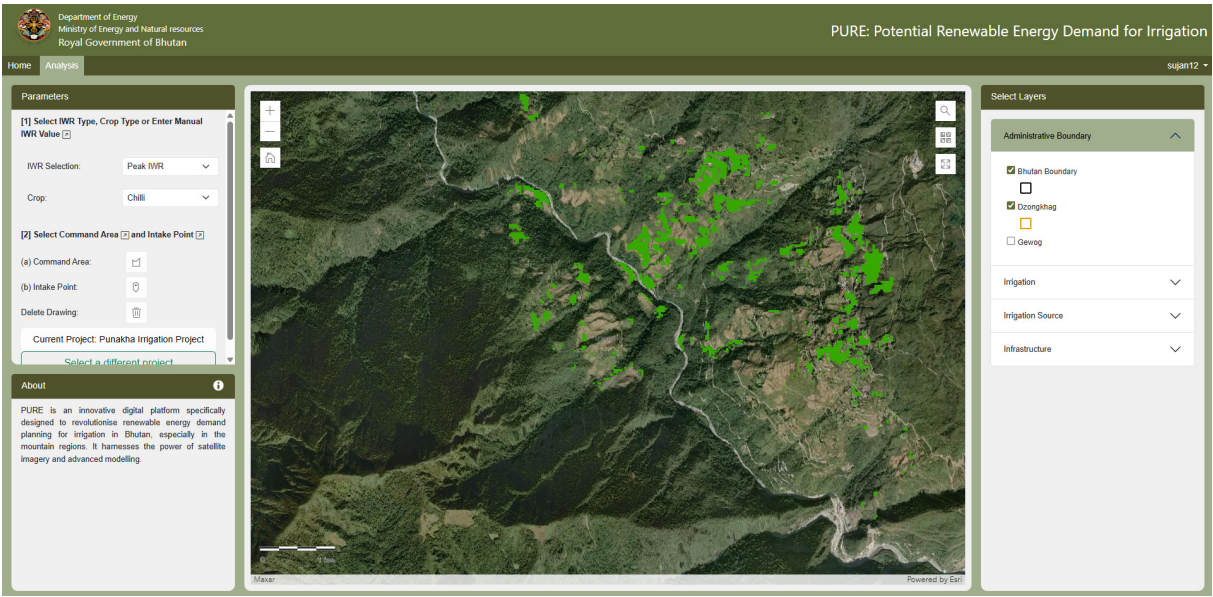 Department of Energy
Ministry of Energy and Natural resources
Royal Government of Bhutan
PURE: Potential Renewable Energy Demand for Irrigation
Home Analysis
sujan12
Parameters
[1] Select IWR Type, Crop Type or Enter Manual
IWR Value
IWR Selection: Peak IWR
Crop: Chilli
[2] Select Command Area and Intake Point
(a) Command Area:
(b) Intake Point:
Delete Drawing:
Current Project: Punakha Irrigation Project
Select a different project
About
PURE is an innovative digital platform specifically
designed to revolutionise renewable energy demand
planning for irrigation in Bhutan, especially in the
mountain regions. It harnesses the power of satellite
imagery and advanced modelling.
Maxar
Powered by Esri
Select Layers
Administrative Boundary
Bhutan Boundary
Dzongkhag
Gewog
Irrigation
Irrigation Source
Infrastructure